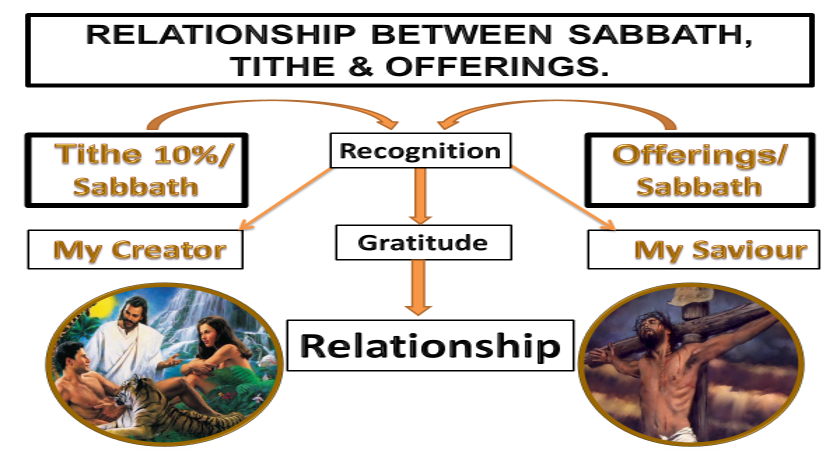 RELATIONSHIP BETWEEN SABBATH,
TITHE & OFFERINGS.
Tithe 10%/
Sabbath
Recognition
Offerings/
Sabbath
My Creator
Gratitude
My Saviour
Relationship